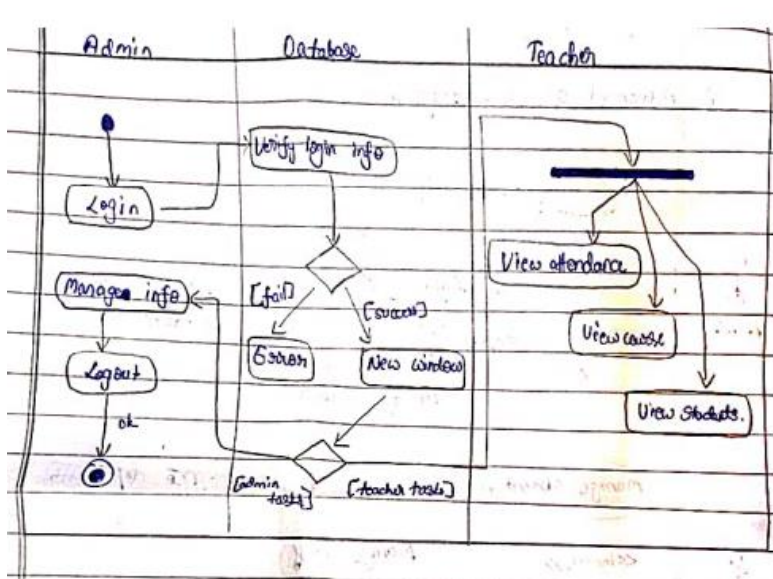 Admin
Database
Teacher
Verify login info
Login
View attendance
Manage info
[fail]
[success]
View course
Error
New window
Logout
View students.
ok
[admin
tasks]
[teacher tasks]